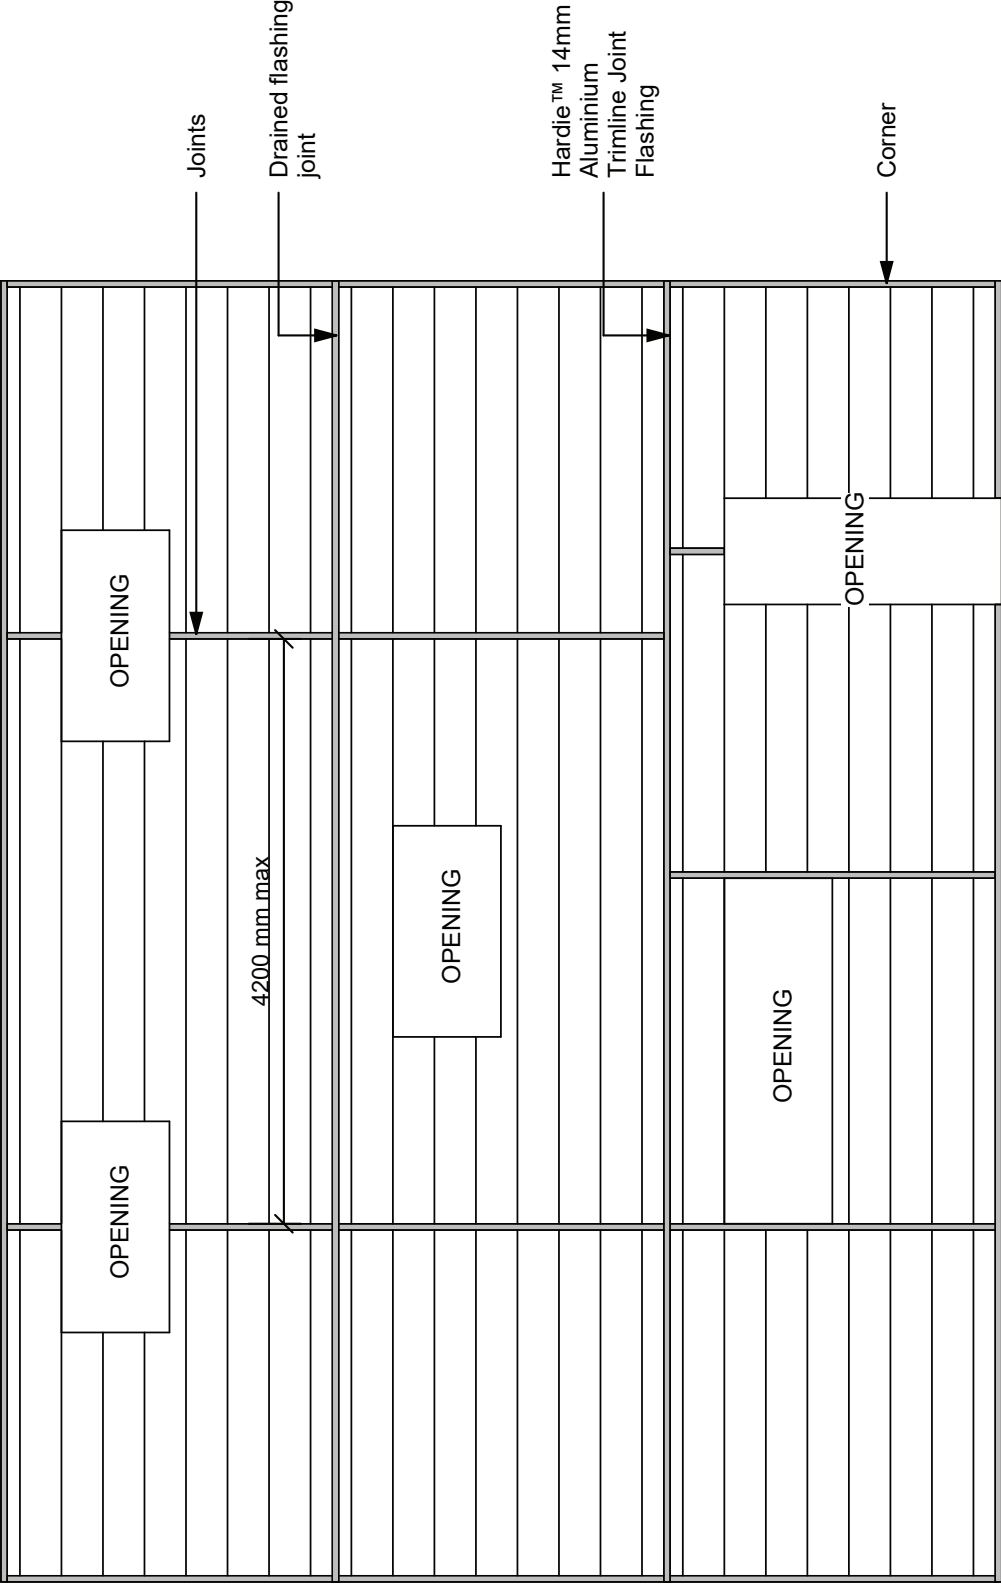 Joints
Drained flashing
joint
Hardie™ 14mm
Aluminium
Trimline Joint
Flashing
Corner
OPENING
OPENING
4200 mm max
OPENING
OPENING
OPENING